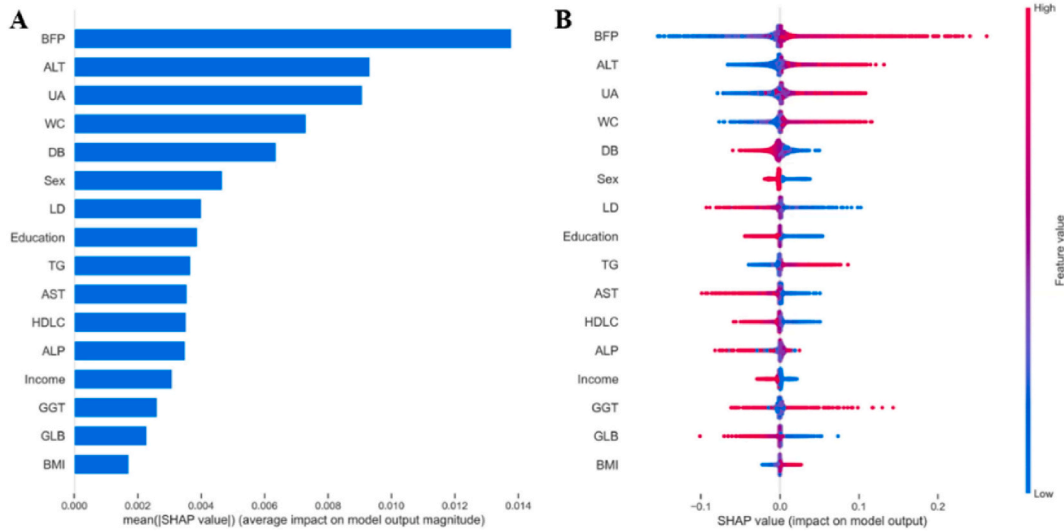 A
BFP
ALT
UA
WC
DB
Sex
LD
Education
TG
AST
HDLC
ALP
Income
GGT
GLB
BMI
0.000 0.002 0.004 0.006 0.008 0.010 0.012 0.014
mean(|SHAP value|) (average impact on model output magnitude)
B
High
BFP
ALT
UA
WC
DB
Sex
LD
Education
TG
AST
HDLC
ALP
Income
GGT
GLB
BMI
Feature value
Low
−0.1 0.0 0.1 0.2
SHAP value (impact on model output)